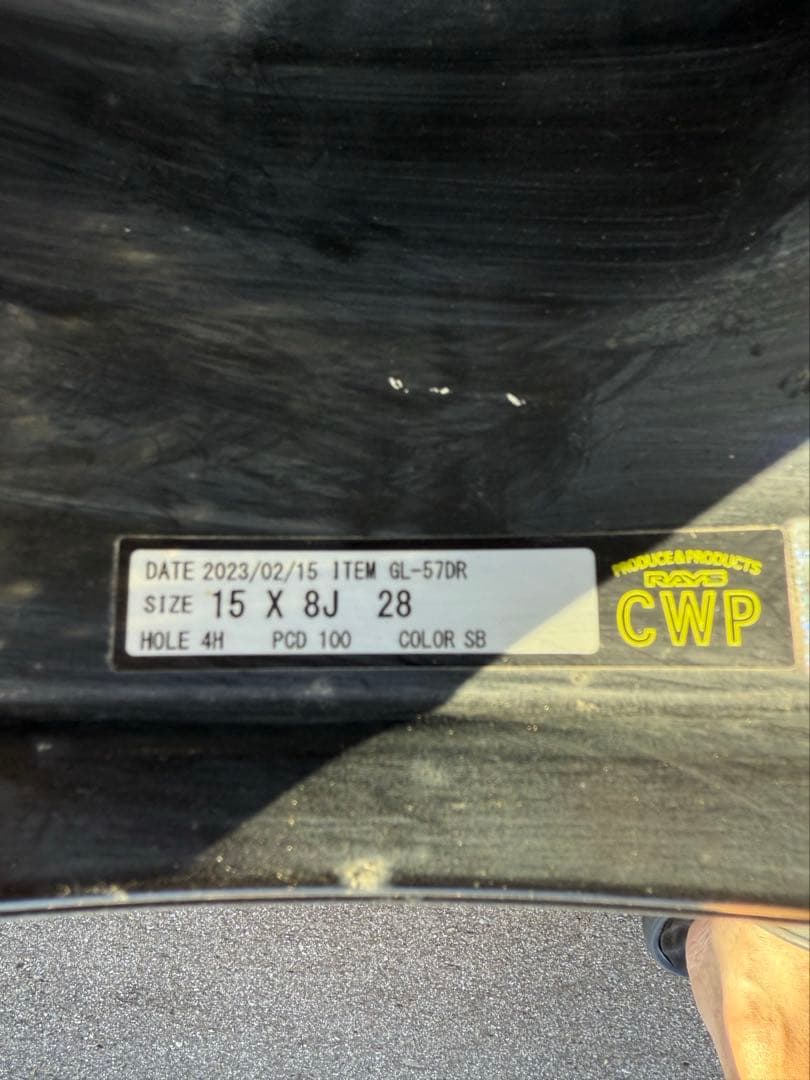 DATE 2023/02/15 ITEM GL-57DR
SIZE 15 X 8J 28
HOLE 4H PCD 100 COLOR SB
PRODUCE&PRODUCTS
RAYS
CWP